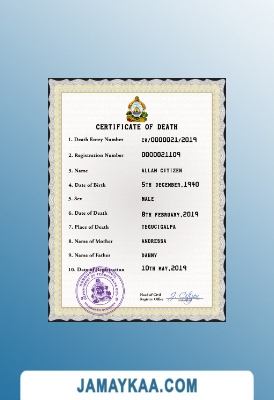 CERTIFICATE OF DEATH
1. Death Entry Number CR/0000021/2019
2. Registration Number 0000021109
3. Name ALLAM CITIZEN
4. Date of Birth 5TH DECEMBER,1940
5. Sex MALE
6. Date of Death 8TH FEBRUARY,2019
7. Place of Death TEGUCIGALPA
8. Name of Mother ANDRESSA
9. Name of Father DANNY
10. Date of Registration 10TH MAY,2019
Head of Civil
Register Office
JAMAYKAA.COM